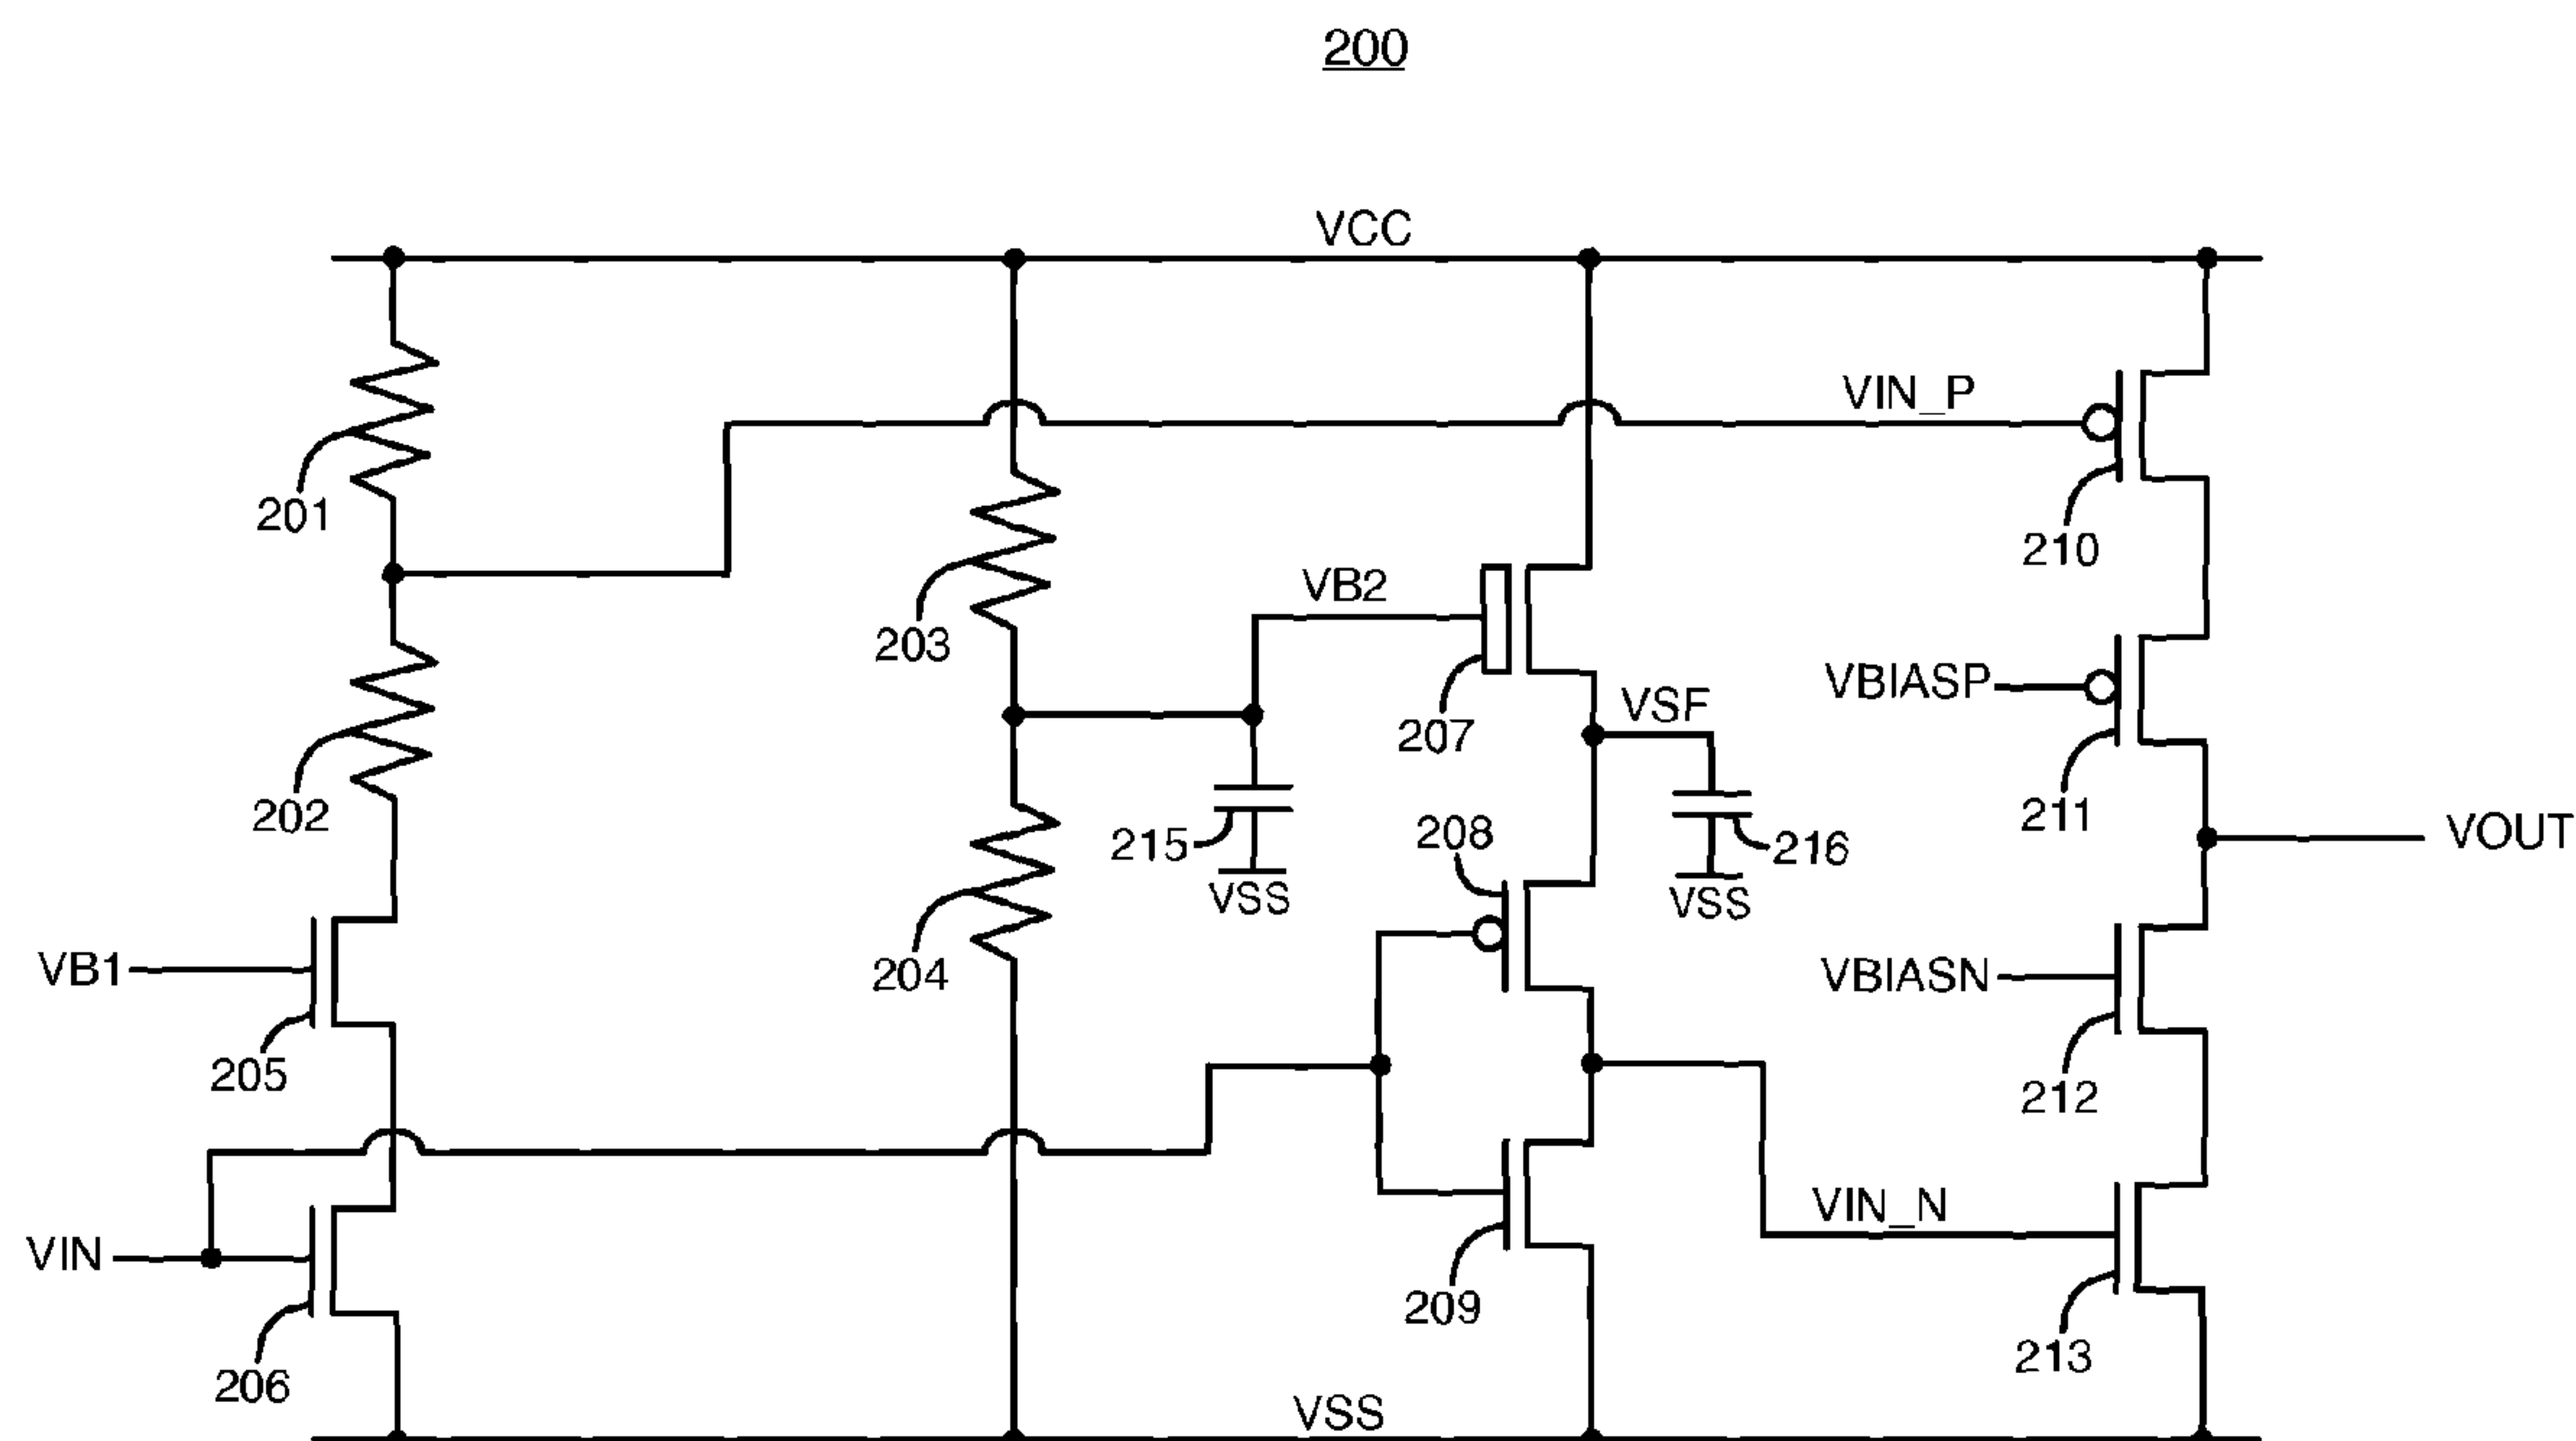 200
VCC
VIN_P
201
210
VB2
203
VBIASP
VSF
207
202
211
208
215
216
VOUT
VSS
VSS
VB1
204
VBIASN
205
212
VIN_N
VIN
209
213
206
VSS